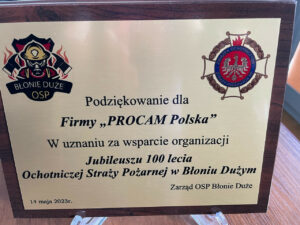 BŁONIE DUŻE
OSP
Podziękowanie dla
Firmy „PROCAM Polska”
W uznaniu za wsparcie organizacji
Jubileuszu 100 lecia
Ochotniczej Straży Pożarnej w Błoniu Dużym
Zarząd OSP Błonie Duże
14 maja 2023r.